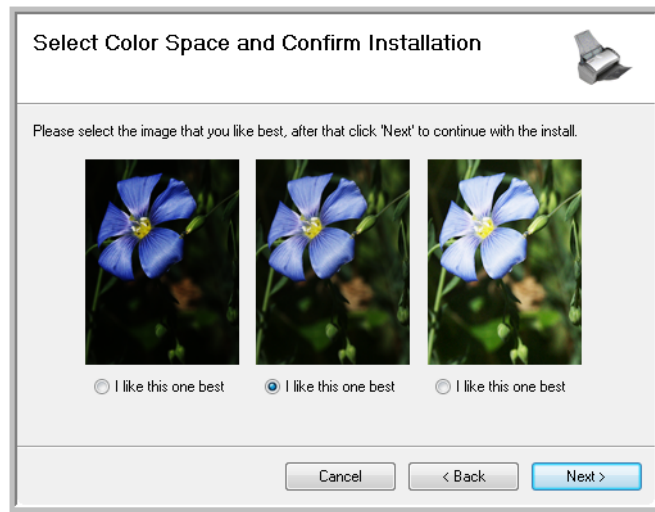 Select Color Space and Confirm Installation
Please select the image that you like best, after that click 'Next' to continue with the install.
I like this one best
I like this one best
I like this one best
Cancel
< Back
Next >